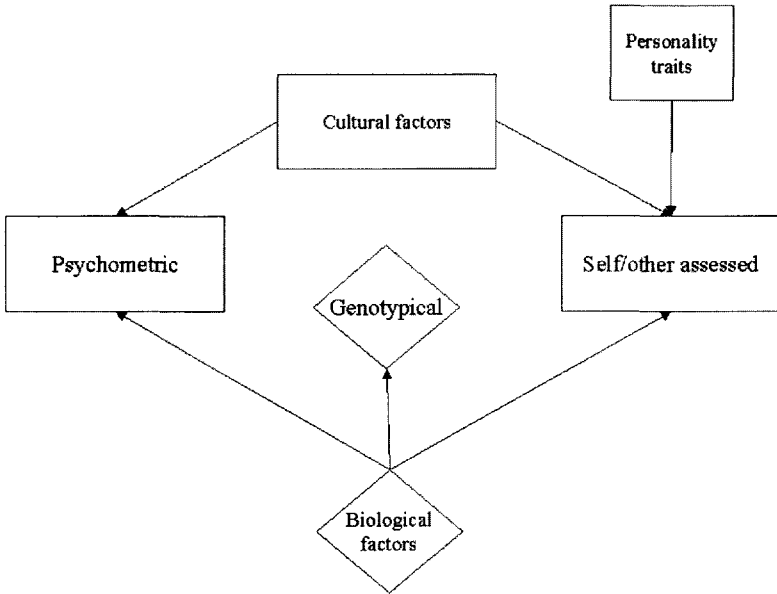 Personality
traits
Cultural factors
Psychometric
Self/other assessed
Genotypical
Biological
factors